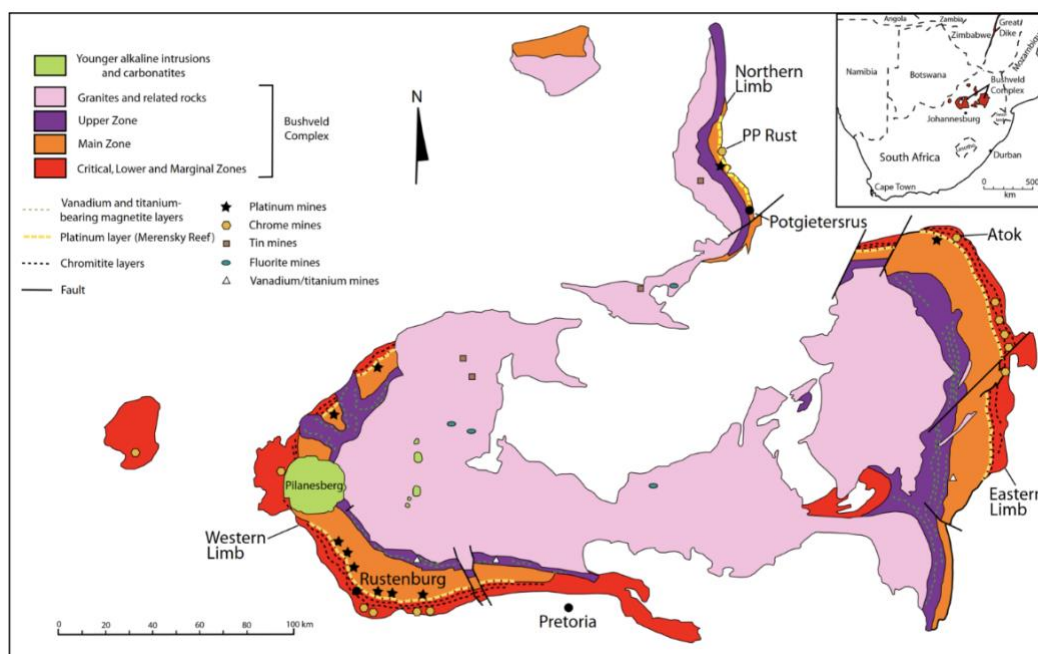 Younger alkaline intrusions
and carbonatites
Granites and related rocks
Upper Zone
Main Zone
Critical, Lower and Marginal Zones
Bushveld
Complex
Vanadium and titanium-
bearing magnetite layers
Platinum layer (Merensky Reef)
Chromitite layers
Fault
Platinum mines
Chrome mines
Tin mines
Fluorite mines
Vanadium/titanium mines
N
Northern
Limb
PP Rust
Potgietersrus
Atok
Eastern
Limb
Pilanesberg
Western
Limb
Rustenburg
Pretoria
0 20 40 60 80 100 km
Angola
Zambia
Zimbabwe
Great
Dike
Mozambique
Namibia
Botswana
Bushveld
Complex
Johannesburg
South Africa
Durban
Cape Town
0 500
km